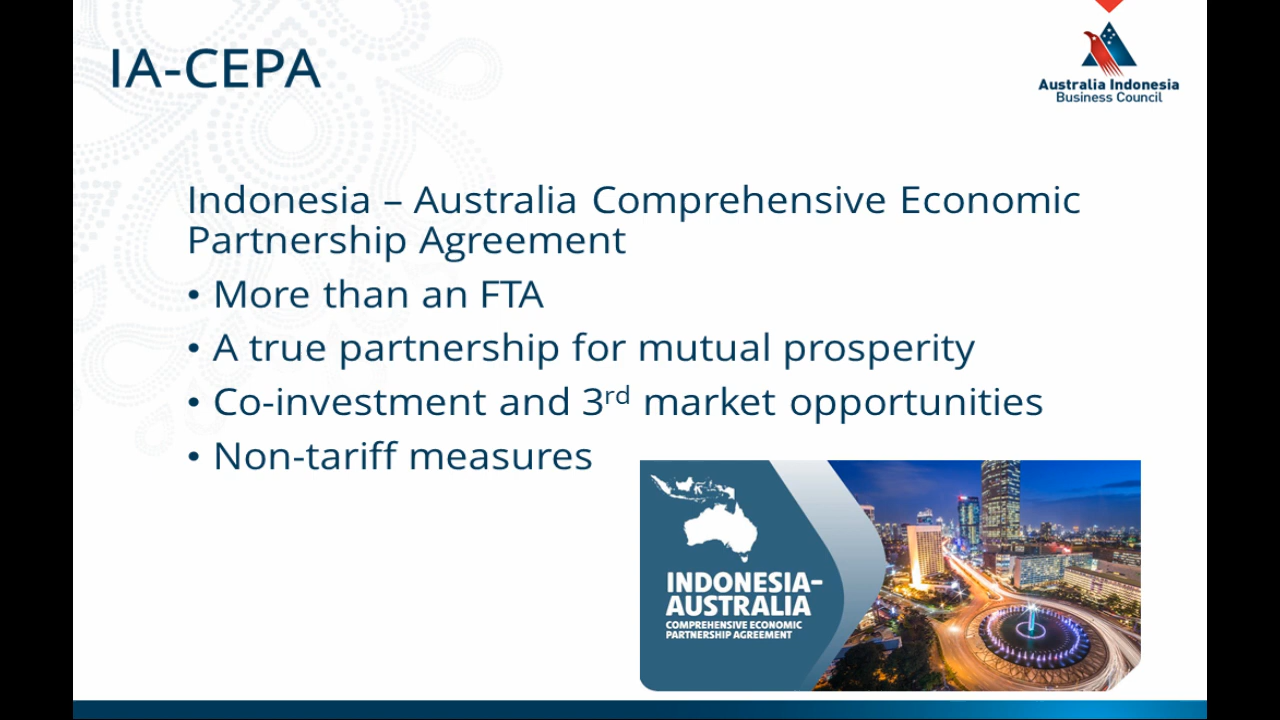 IA-CEPA
Australia Indonesia
Business Council
Indonesia – Australia Comprehensive Economic
Partnership Agreement
• More than an FTA
• A true partnership for mutual prosperity
• Co-investment and 3rd market opportunities
• Non-tariff measures
INDONESIA–
AUSTRALIA
COMPREHENSIVE ECONOMIC
PARTNERSHIP AGREEMENT